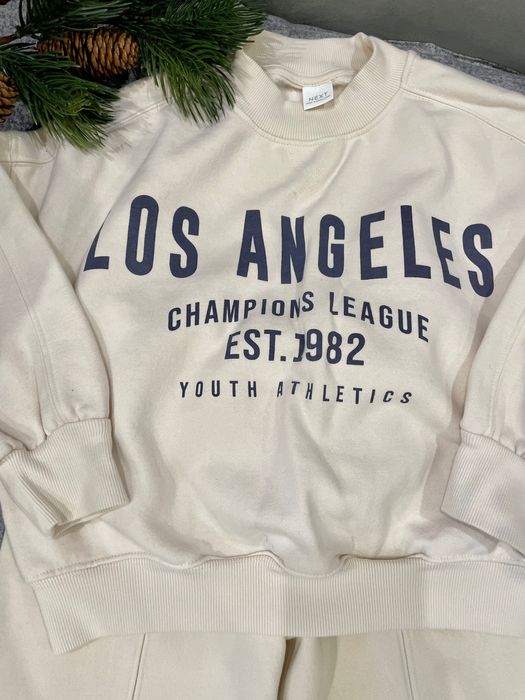 NEXT
LOS ANGELES
CHAMPIONS LEAGUE
EST. 1982
YOUTH ATHLETICS